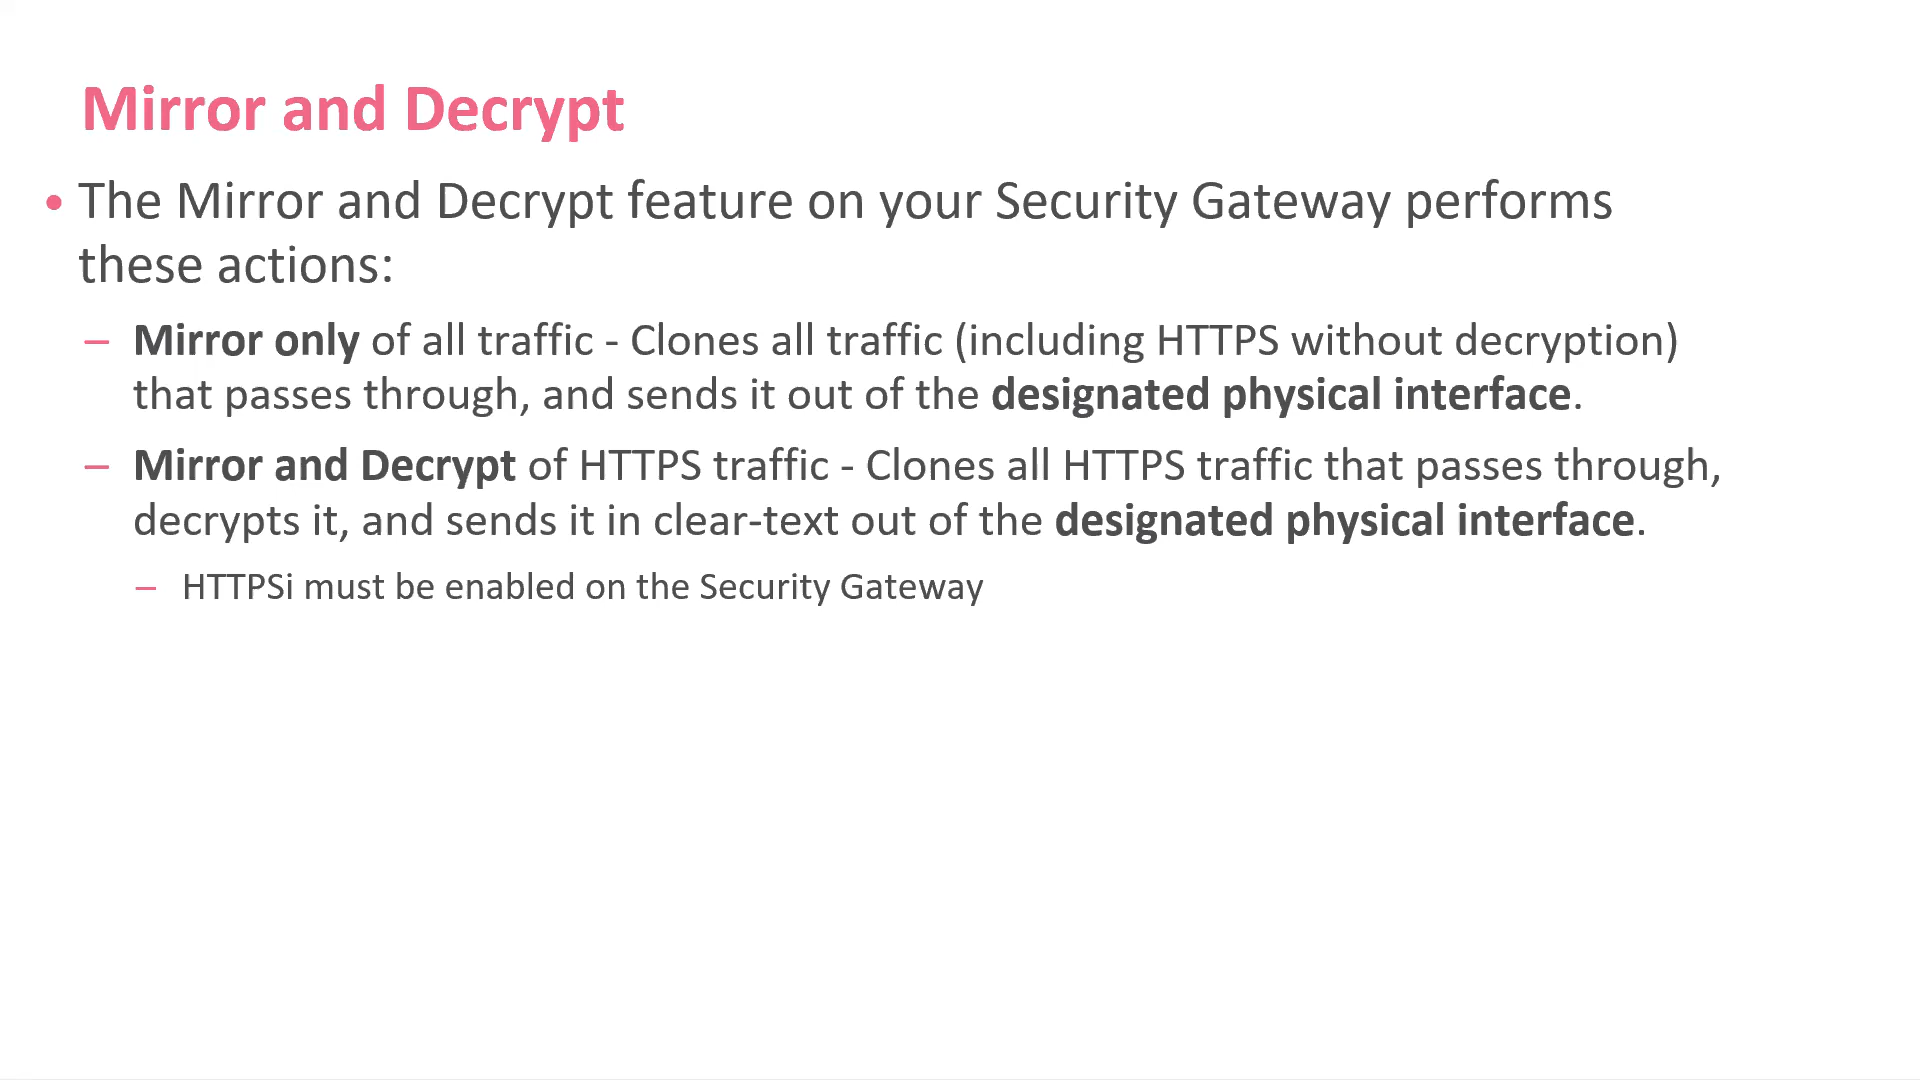 Mirror and Decrypt
• The Mirror and Decrypt feature on your Security Gateway performs
these actions:
– Mirror only of all traffic - Clones all traffic (including HTTPS without decryption)
that passes through, and sends it out of the designated physical interface.
– Mirror and Decrypt of HTTPS traffic - Clones all HTTPS traffic that passes through,
decrypts it, and sends it in clear-text out of the designated physical interface.
– HTTPSi must be enabled on the Security Gateway